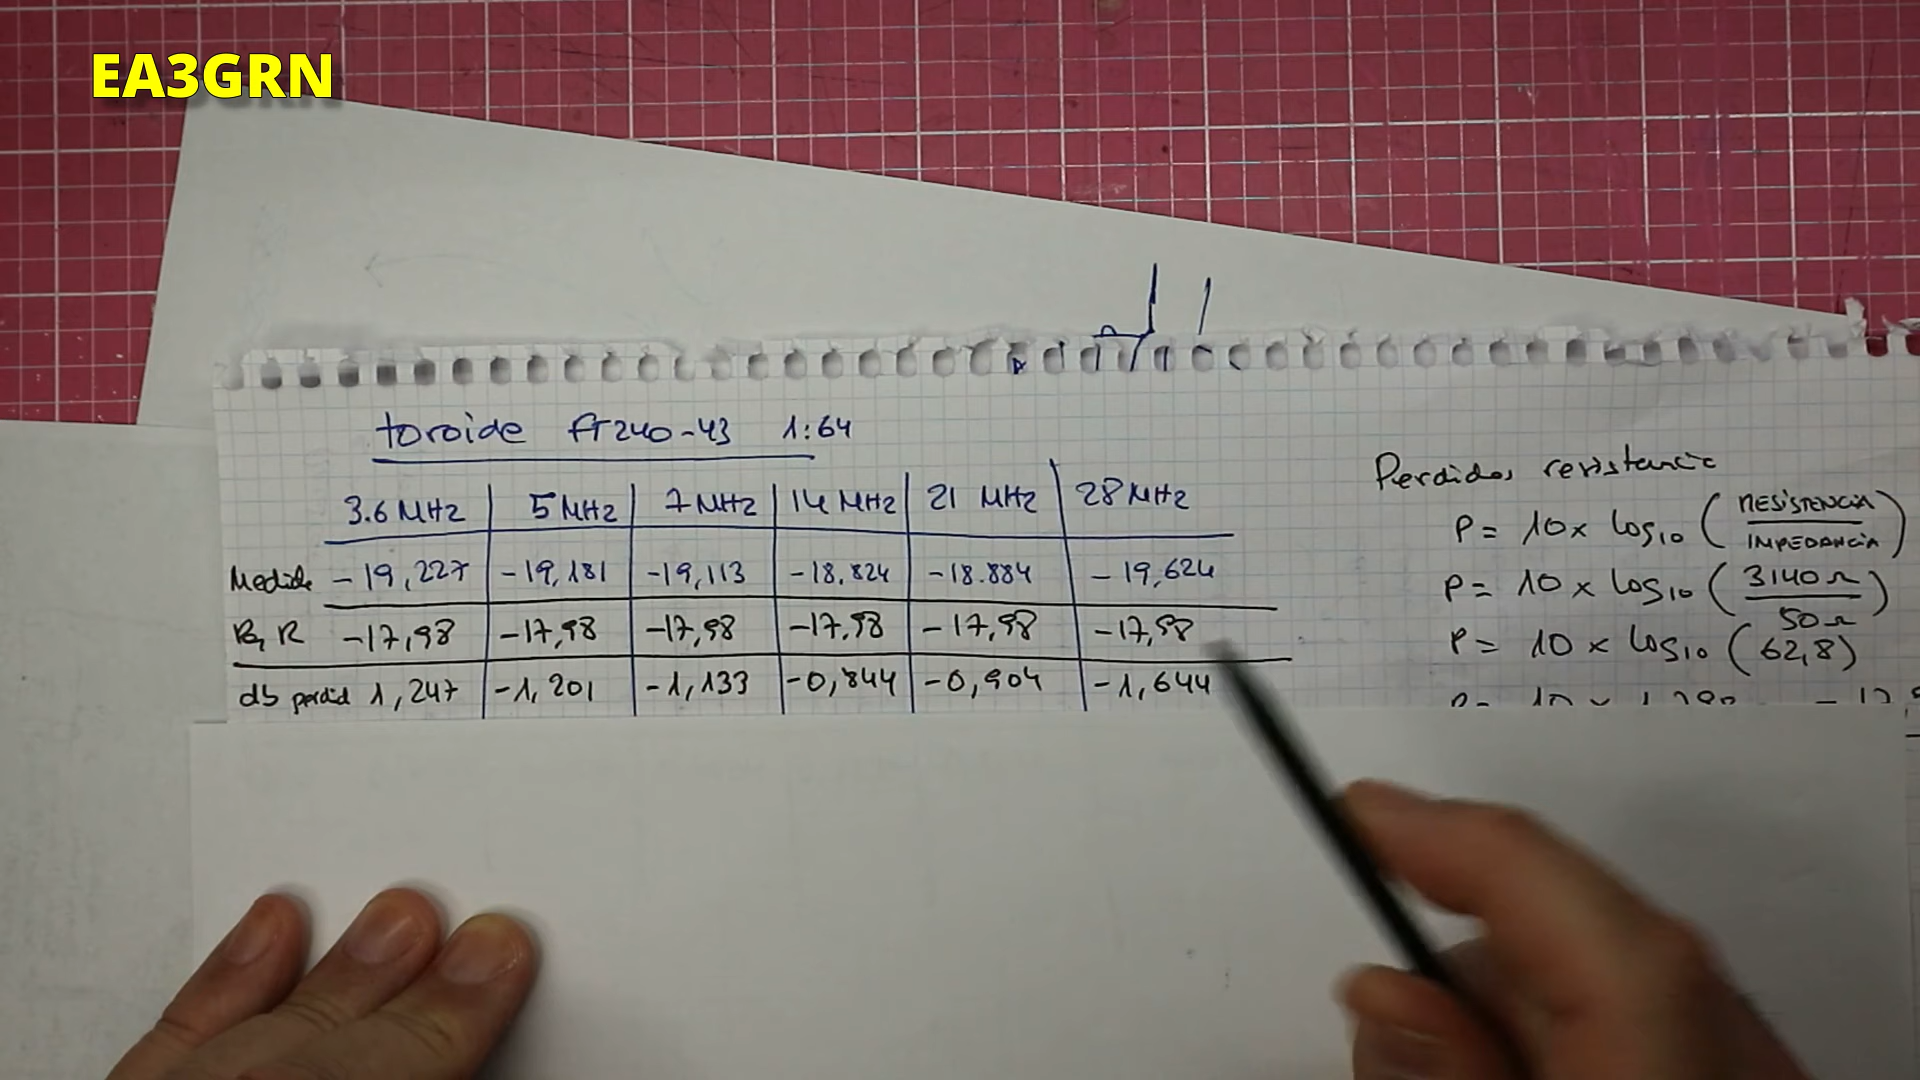 EA3GRN
toroide FT240-43 1:64
3.6 MHz 5 MHz 7 MHz 14 MHz 21 MHz 28 MHz
Medida -19,227 -19,181 -19,113 -18.824 -18.884 -19,624
-17,98 -17,98 -17,98 -17,98 -17,98 -17,98
db perdid 1,247 -1,201 -1,133 -0,844 -0,904 -1,644
Perdidas resistencia
P= 10x Log10 (RESISTENCIA/IMPEDANCIA)
P= 10 x Log10 (3140Ω/50Ω)
P= 10 x Log10 (62,8)